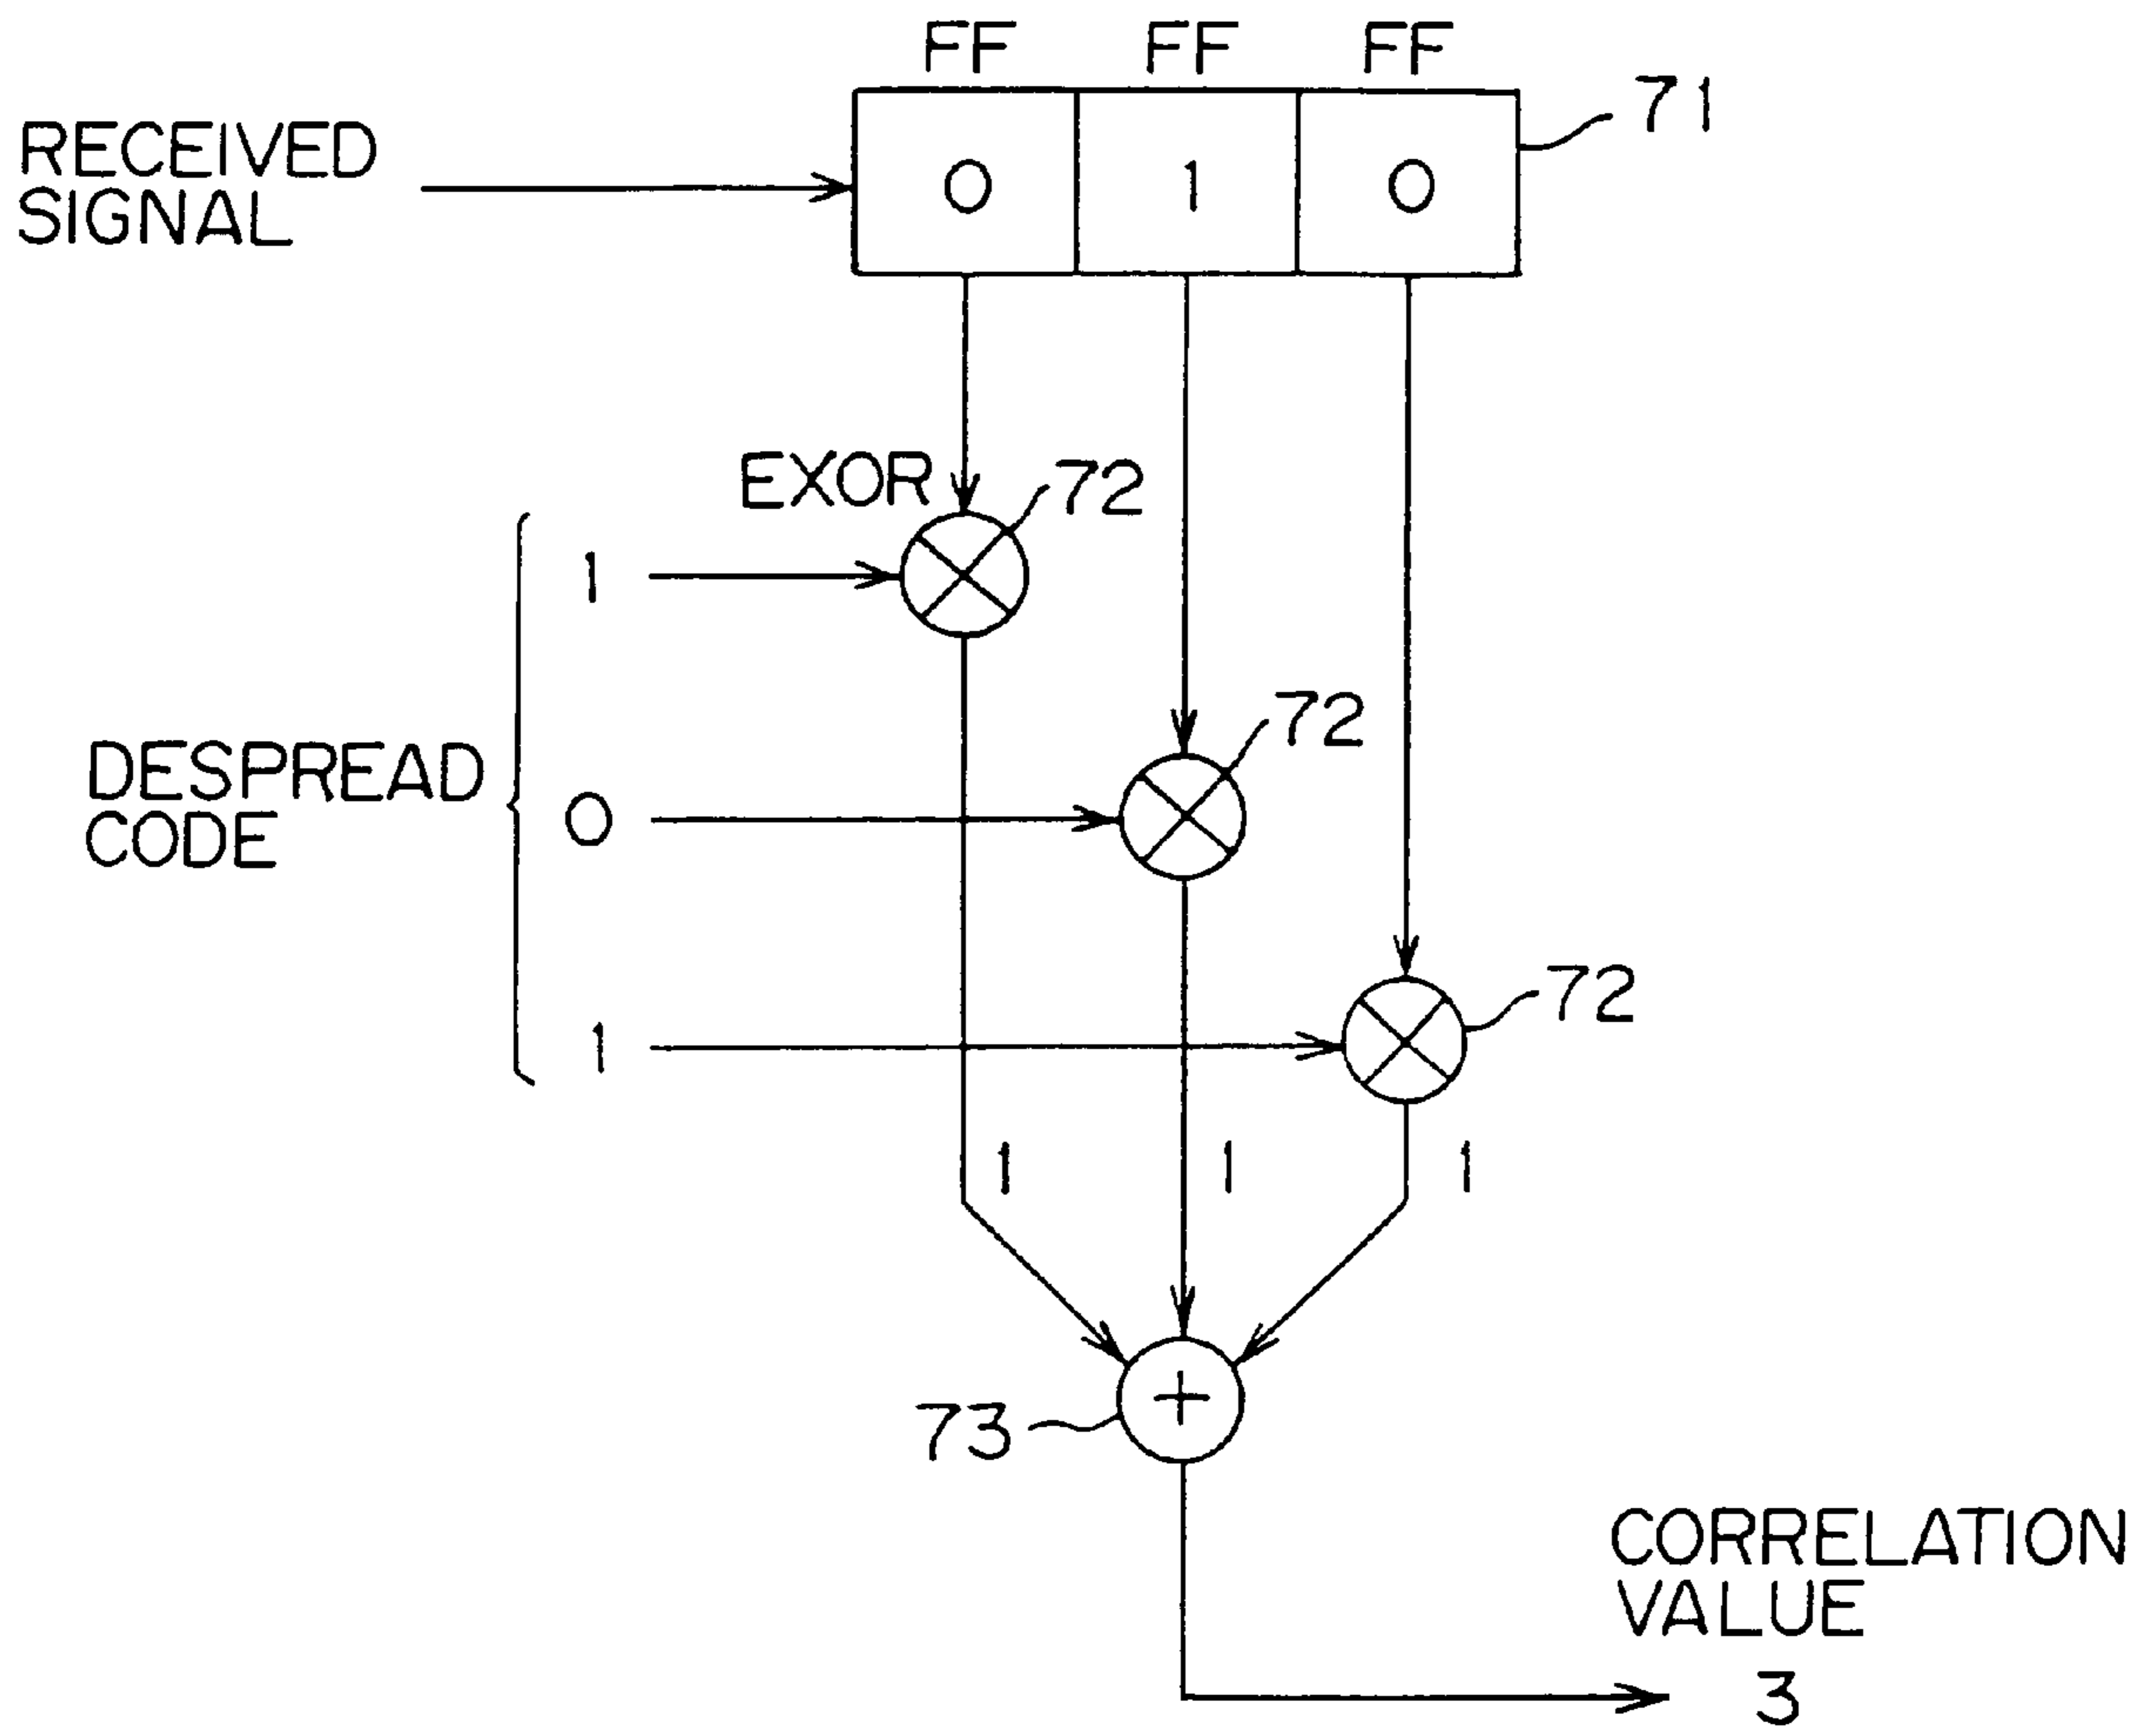 FF FF FF
71
RECEIVED
SIGNAL
0 1 0
EXOR 72
1
72
DESPREAD
CODE
0
72
1
1 1 1
+
73
CORRELATION
VALUE
3